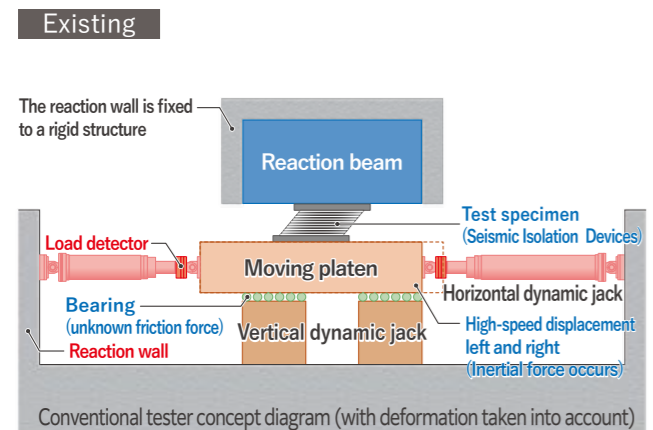 Existing
The reaction wall is fixed
to a rigid structure
Reaction beam
Test specimen
(Seismic Isolation Devices)
Load detector
Moving platen
Horizontal dynamic jack
Bearing
(unknown friction force)
Vertical dynamic jack
High-speed displacement
left and right
(Inertial force occurs)
Reaction wall
Conventional tester concept diagram (with deformation taken into account)